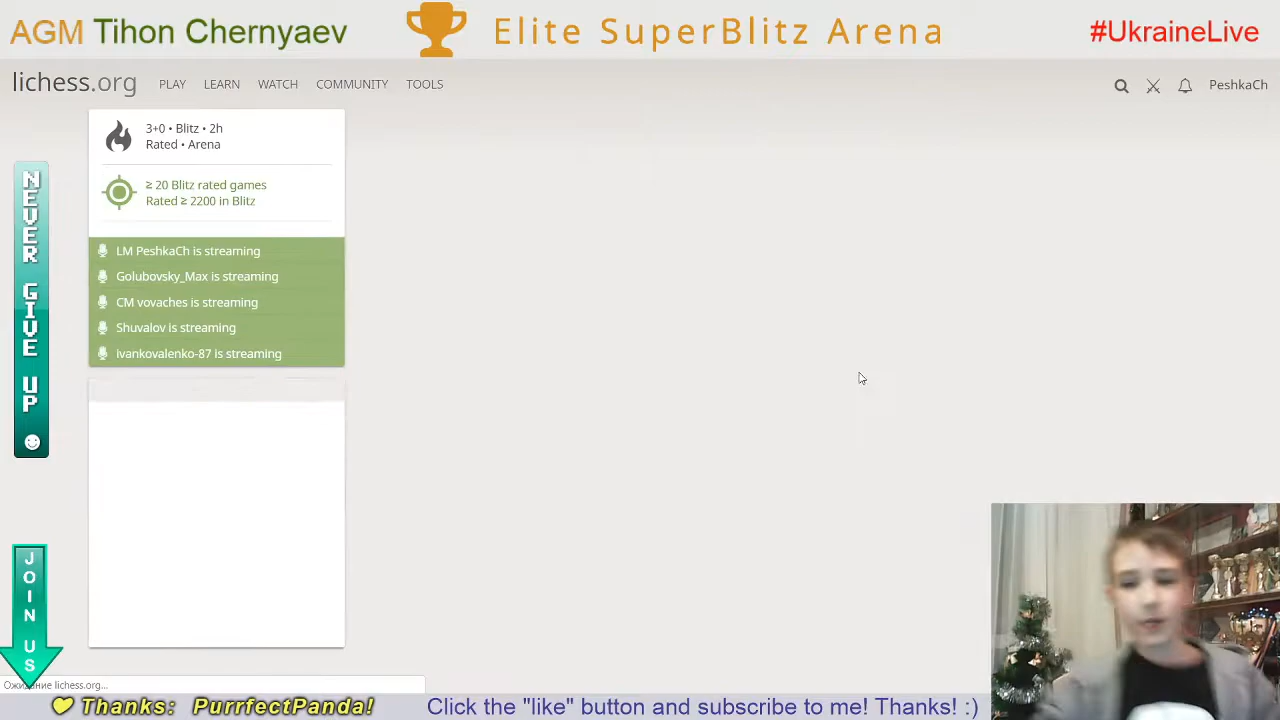 AGM Tihon Chernyaev
Elite SuperBlitz Arena
#UkraineLive
lichess.org
PLAY LEARN WATCH COMMUNITY TOOLS
PeshkaCh
3+0 • Blitz • 2h
Rated • Arena
≥ 20 Blitz rated games
Rated ≥ 2200 in Blitz
LM PeshkaCh is streaming
Golubovsky_Max is streaming
CM vovaches is streaming
Shuvalov is streaming
ivankovalenko-87 is streaming
NEVER GIVE UP
JOIN US
Ожидание lichess.org...
Thanks: PurrfectPanda!
Click the "like" button and subscribe to me! Thanks! :)